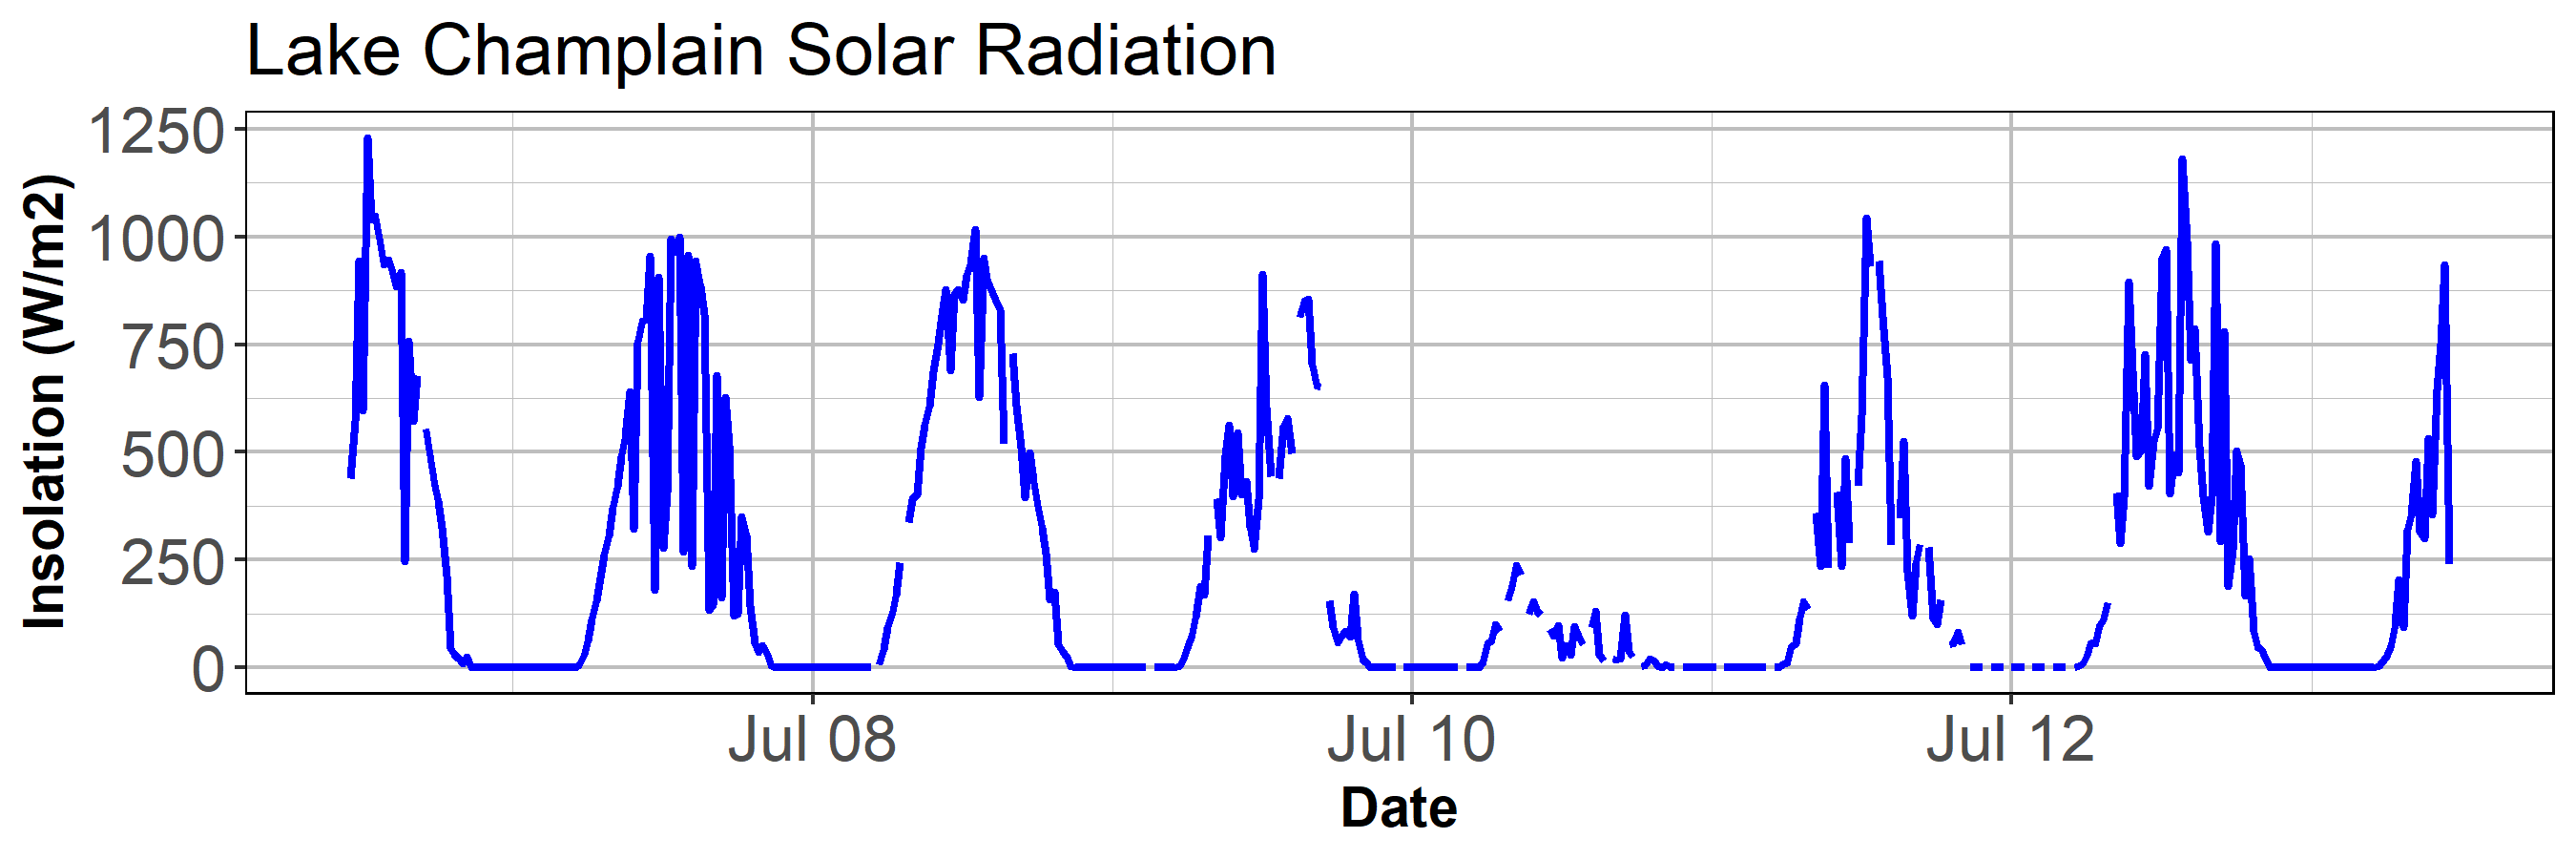 Lake Champlain Solar Radiation
Insolation (W/m2)
1250
1000
750
500
250
0
Jul 08
Jul 10
Jul 12
Date